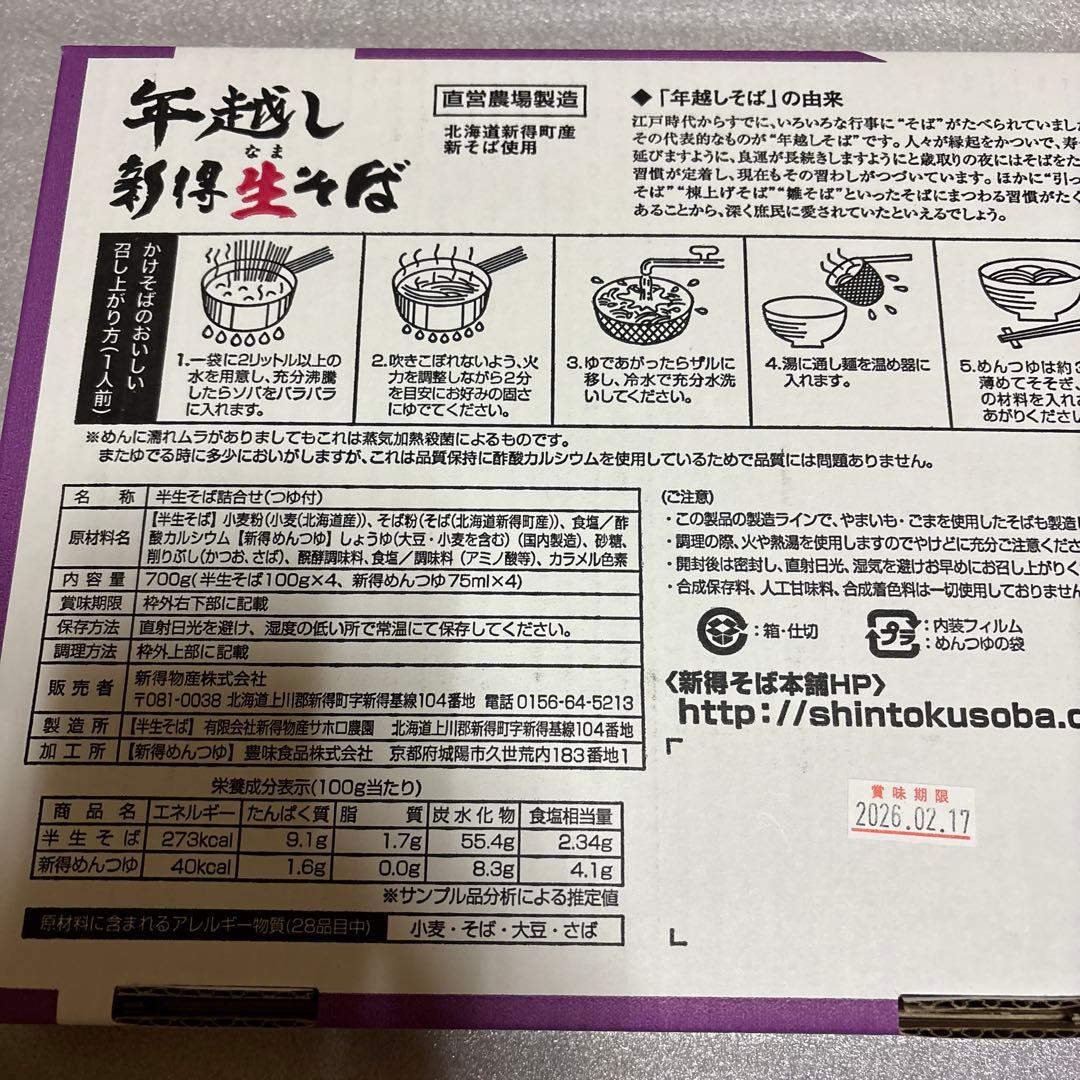 年越し
新得生そば
なま
直営農場製造
北海道新得町産
新そば使用
◆「年越しそば」の由来
江戸時代からすでに、いろいろな行事に“そば”がたべられていまし
その代表的なものが“年越しそば”です。人々が縁起をかついで、寿
延びますように、良運が長続きしますようにと歳取りの夜にはそばをた
習慣が定着し、現在もその習わしがつづいています。ほかに“引っ
そば”“棟上げそば”“雛そば”といったそばにまつわる習慣がたく
あることから、深く庶民に愛されていたといえるでしょう。
かけそばのおいしい
召し上がり方(1人前)
1.一袋に2リットル以上の
水を用意し、充分沸騰
したらソバをバラバラ
に入れます。
2.吹きこぼれないよう、火
力を調整しながら2分
を目安にお好みの固さ
にゆでてください。
3.ゆであがったらザルに
移し、冷水で充分水洗
いしてください。
4.湯に通し麺を温め器に
入れます。
5.めんつゆは約3
薄めてそそぎ、
の材料を入れお
あがりください
※めんに濡れムラがありましてもこれは蒸気加熱殺菌によるものです。
またゆでる時に多少においがしますが、これは品質保持に酢酸カルシウムを使用しているためで品質には問題ありません。
名称 半生そば詰合せ(つゆ付)
原材料名 【半生そば】小麦粉(小麦(北海道産))、そば粉(そば(北海道新得町産))、食塩/酢
酸カルシウム【新得めんつゆ】しょうゆ(大豆・小麦を含む)(国内製造)、砂糖、
削りぶし(かつお、さば)、醗酵調味料、食塩/調味料(アミノ酸等)、カラメル色素
内容量 700g(半生そば100g×4、新得めんつゆ75ml×4)
賞味期限 枠外右下部に記載
保存方法 直射日光を避け、湿度の低い所で常温にて保存してください。
調理方法 枠外上部に記載
販売者 新得物産株式会社
〒081-0038 北海道上川郡新得町字新得基線104番地 電話0156-64-5213
製造所 【半生そば】有限会社新得物産サホロ農園 北海道上川郡新得町字新得基線104番地
加工所 【新得めんつゆ】豊味食品株式会社 京都府城陽市久世荒内183番地1
(ご注意)
・この製品の製造ラインで、やまいも・ごまを使用したそばも製造
・調理の際、火や熱湯を使用しますのでやけどに充分ご注意くださ
・開封後は密封し、直射日光、湿気を避けお早めにお召し上がりく
・合成保存料、人工甘味料、合成着色料は一切使用しておりません
:箱・仕切
プラ
:内装フィルム
:めんつゆの袋
〈新得そば本舗HP〉
http://shintokusoba.c
賞味期限
2026.02.17
栄養成分表示(100g当たり)
商品名 エネルギー たんぱく質 脂質 炭水化物 食塩相当量
半生そば 273kcal 9.1g 1.7g 55.4g 2.34g
新得めんつゆ 40kcal 1.6g 0.0g 8.3g 4.1g
※サンプル品分析による推定値
原材料に含まれるアレルギー物質(28品目中) 小麦・そば・大豆・さば